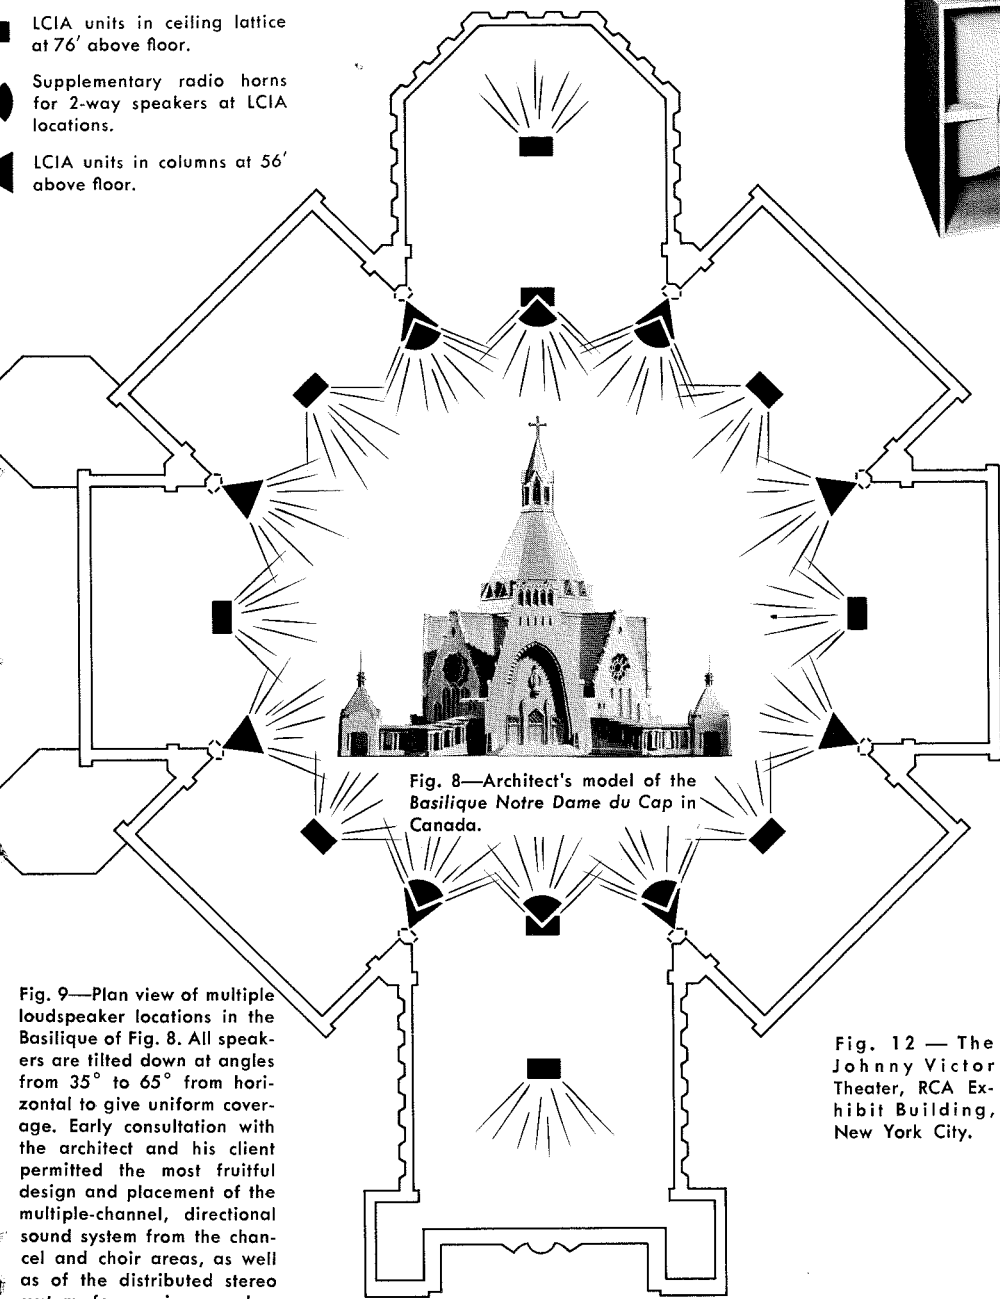 LCIA units in ceiling lattice
at 76′ above floor.
Supplementary radio horns
for 2-way speakers at LCIA
locations.
LCIA units in columns at 56′
above floor.
Fig. 8—Architect's model of the
Basilique Notre Dame du Cap in
Canada.
Fig. 9—Plan view of multiple
loudspeaker locations in the
Basilique of Fig. 8. All speak-
ers are tilted down at angles
from 35° to 65° from hori-
zontal to give uniform cover-
age. Early consultation with
the architect and his client
permitted the most fruitful
design and placement of the
multiple-channel, directional
sound system from the chan-
cel and choir areas, as well
as of the distributed stereo
Fig. 12 — The
Johnny Victor
Theater, RCA Ex-
hibit Building,
New York City.